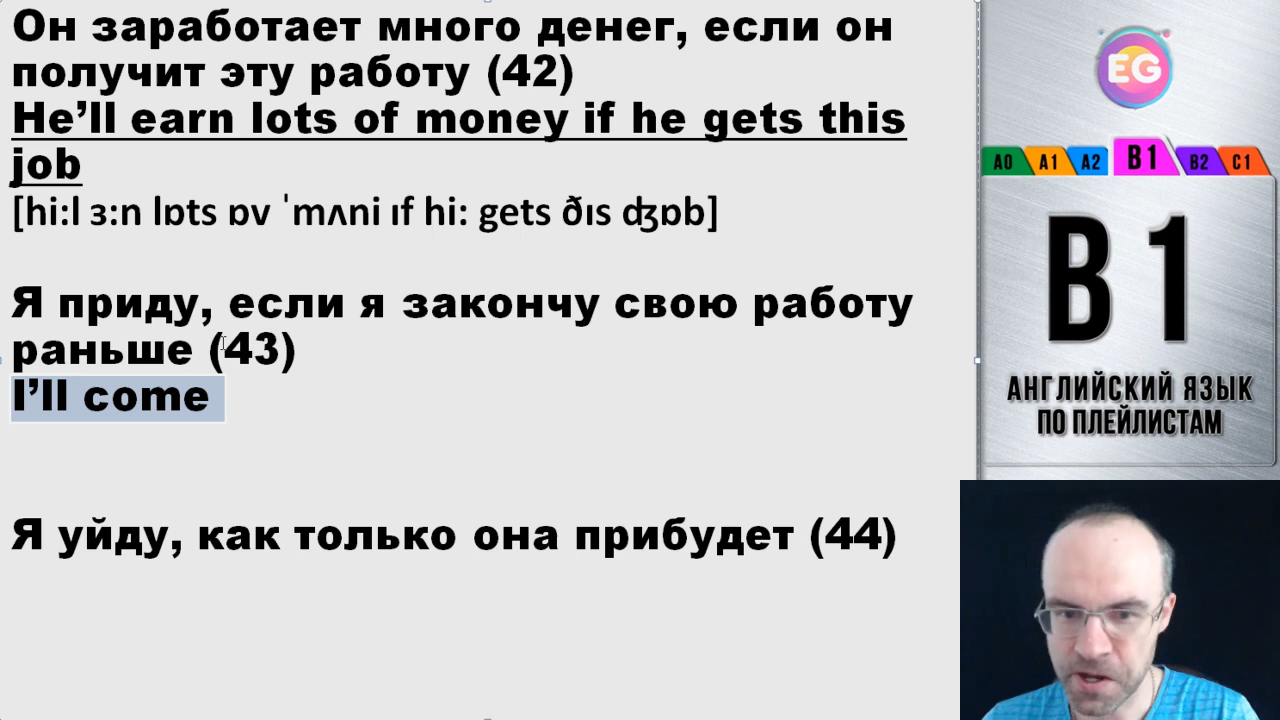 Он заработает много денег, если он
получит эту работу (42)
He’ll earn lots of money if he gets this
job
[hi:l ɜ:n lɒts ɒv ˈmʌni ɪf hi: gets ðɪs ʤɒb]
Я приду, если я закончу свою работу
раньше (43)
I’ll come
Я уйду, как только она прибудет (44)
EG
A0 A1 A2 B1 B2 C1
B1
АНГЛИЙСКИЙ ЯЗЫК
ПО ПЛЕЙЛИСТАМ